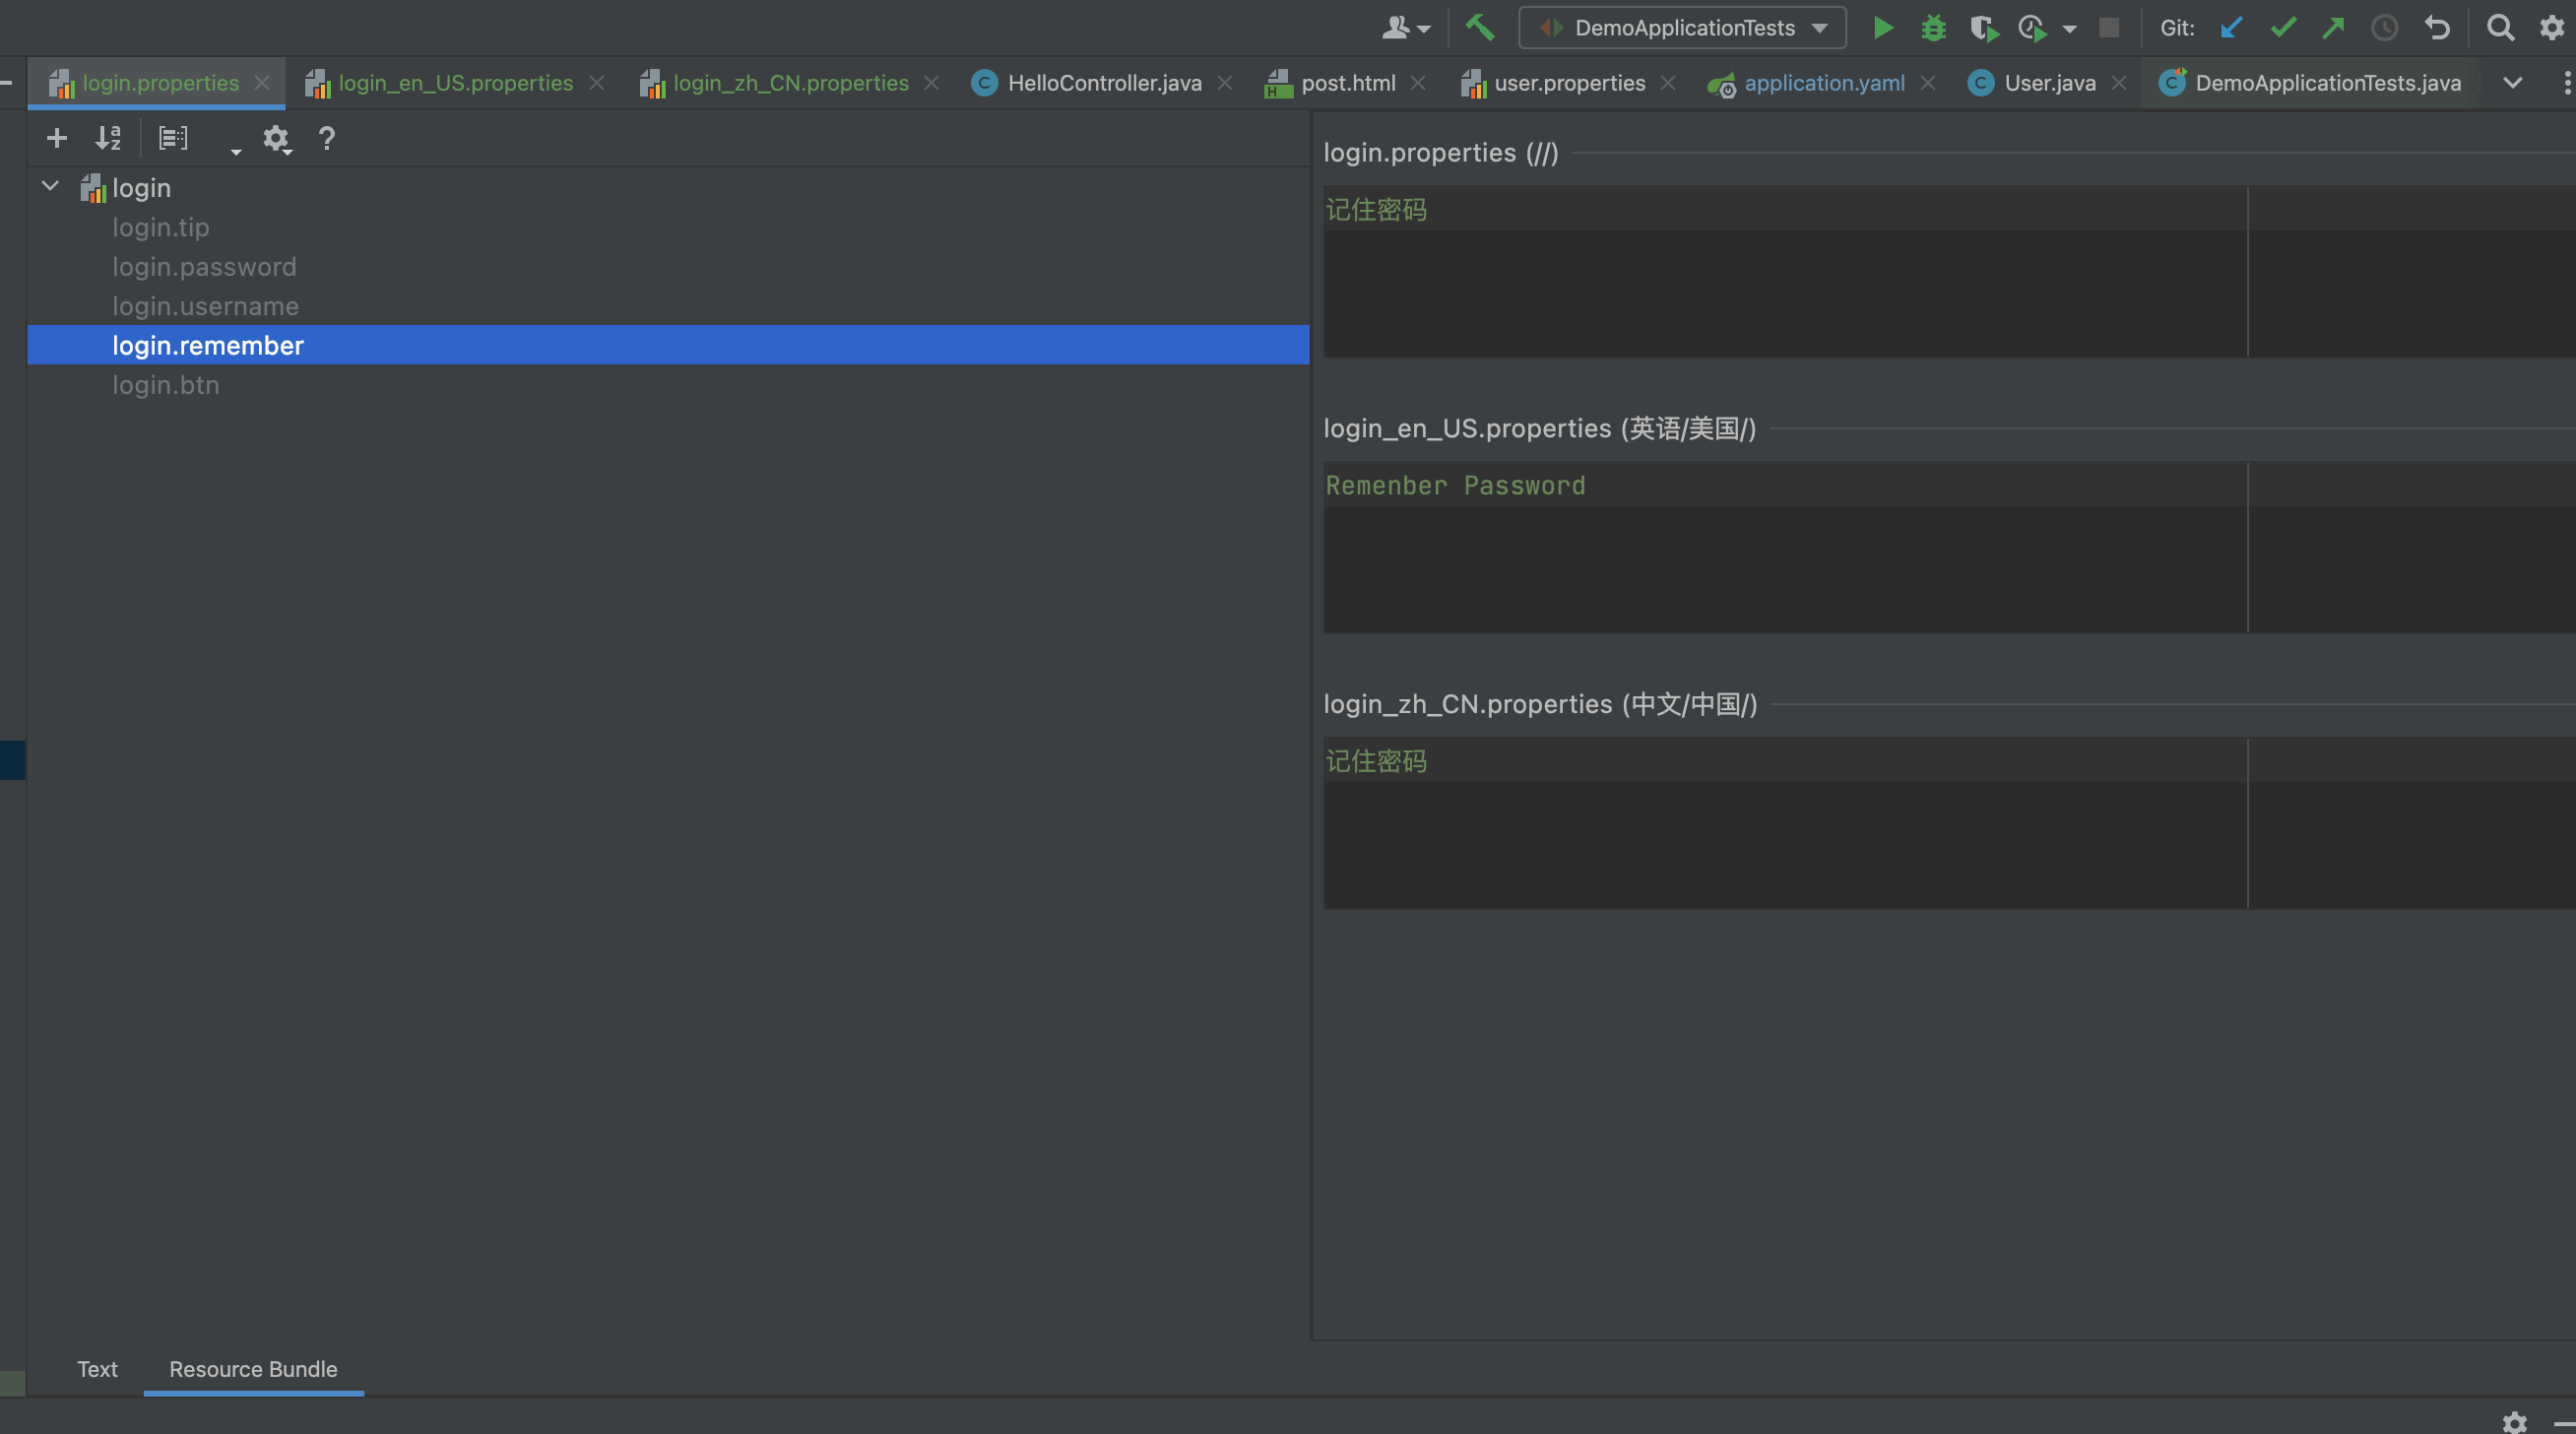 DemoApplicationTests
Git:
login.properties
login_en_US.properties
login_zh_CN.properties
HelloController.java
post.html
user.properties
application.yaml
User.java
DemoApplicationTests.java
login
login.tip
login.password
login.username
login.remember
login.btn
login.properties (//)
记住密码
login_en_US.properties (英语/美国/)
Remenber Password
login_zh_CN.properties (中文/中国/)
记住密码
Text
Resource Bundle